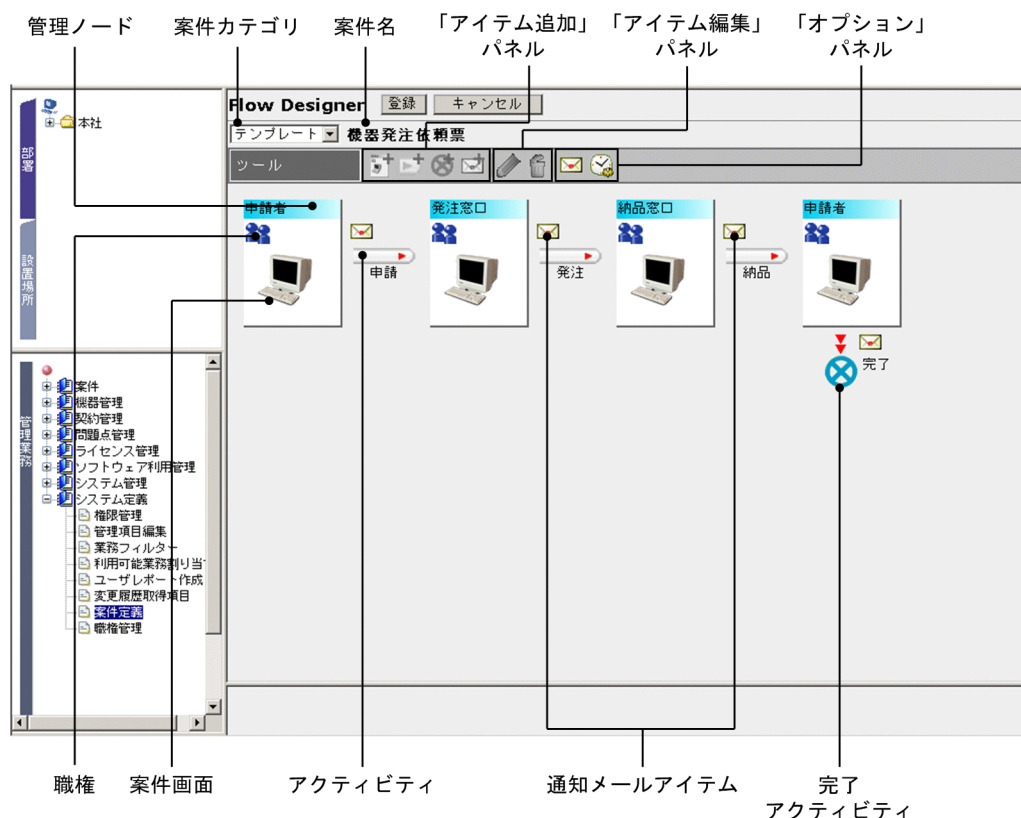 管理ノード
案件カテゴリ
案件名
「アイテム追加」
パネル
「アイテム編集」
パネル
「オプション」
パネル
Flow Designer
登録
キャンセル
テンプレート
機器発注依頼票
ツール
部署
設置場所
本社
申請者
申請
発注窓口
発注
納品窓口
納品
申請者
完了
管理業務
案件
機器管理
契約管理
問題点管理
ライセンス管理
ソフトウェア利用管理
システム管理
システム定義
権限管理
管理項目編集
業務フィルター
利用可能業務割り当
ユーザレポート作成
変更履歴取得項目
案件定義
職権管理
職権
案件画面
アクティビティ
通知メールアイテム
完了
アクティビティ